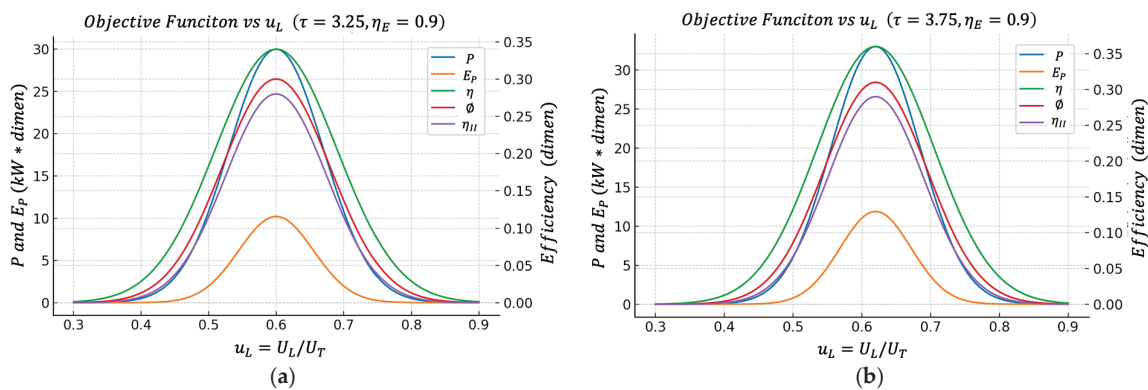 Objective Funciton vs u_L (τ = 3.25, η_E = 0.9)
P and E_P (kW * dimen)
30
25
20
15
10
5
0
0.3 0.4 0.5 0.6 0.7 0.8 0.9
u_L = U_L/U_T
0.35
0.30
0.25
0.20
0.15
0.10
0.05
0.00
Efficiency (dimen)
P
E_P
η
Ø
η_II
(a)
Objective Funciton vs u_L (τ = 3.75, η_E = 0.9)
P and E_P (kW * dimen)
30
25
20
15
10
5
0
0.3 0.4 0.5 0.6 0.7 0.8 0.9
u_L = U_L/U_T
0.35
0.30
0.25
0.20
0.15
0.10
0.05
0.00
Efficiency (dimen)
P
E_P
η
Ø
η_II
(b)